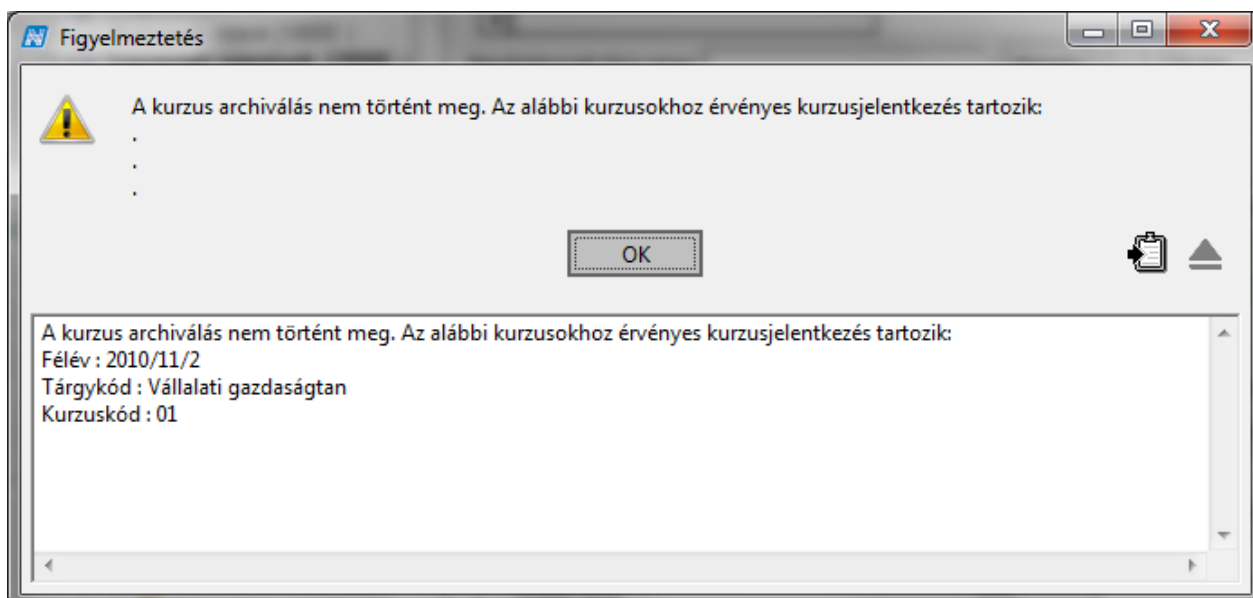 Figyelmeztetés
A kurzus archiválás nem történt meg. Az alábbi kurzusokhoz érvényes kurzusjelentkezés tartozik:
.
.
.
OK
A kurzus archiválás nem történt meg. Az alábbi kurzusokhoz érvényes kurzusjelentkezés tartozik:
Félév : 2010/11/2
Tárgykód : Vállalati gazdaságtan
Kurzuskód : 01